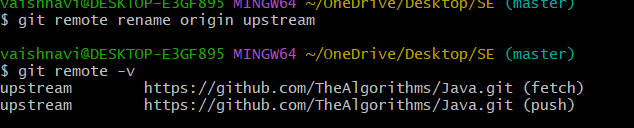 vaishnavi@DESKTOP-E3GF895 MINGW64 ~/OneDrive/Desktop/SE (master)
$ git remote rename origin upstream
vaishnavi@DESKTOP-E3GF895 MINGW64 ~/OneDrive/Desktop/SE (master)
$ git remote -v
upstream        https://github.com/TheAlgorithms/Java.git (fetch)
upstream        https://github.com/TheAlgorithms/Java.git (push)